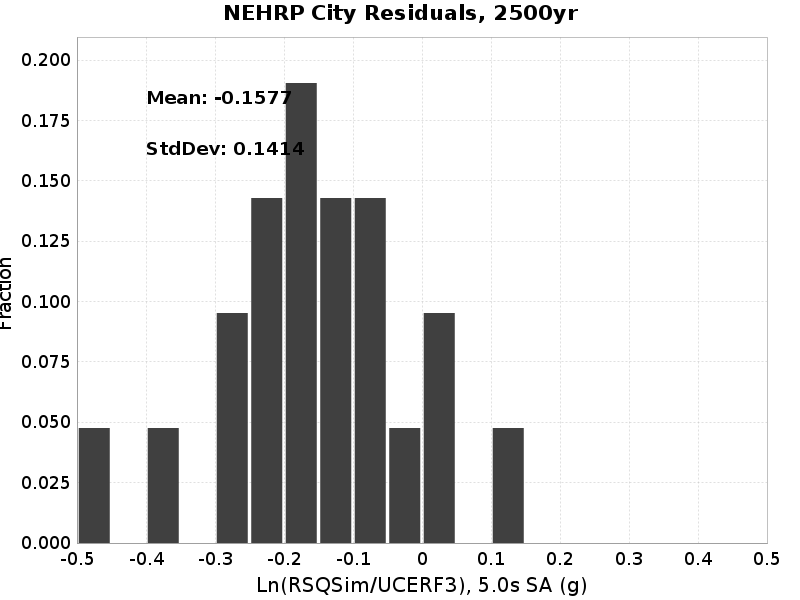 NEHRP City Residuals, 2500yr
Mean: -0.1577
StdDev: 0.1414
0.200
0.175
0.150
0.125
0.100
0.075
0.050
0.025
0.000
Fraction
-0.5 -0.4 -0.3 -0.2 -0.1 0 0.1 0.2 0.3 0.4 0.5
Ln(RSQSim/UCERF3), 5.0s SA (g)